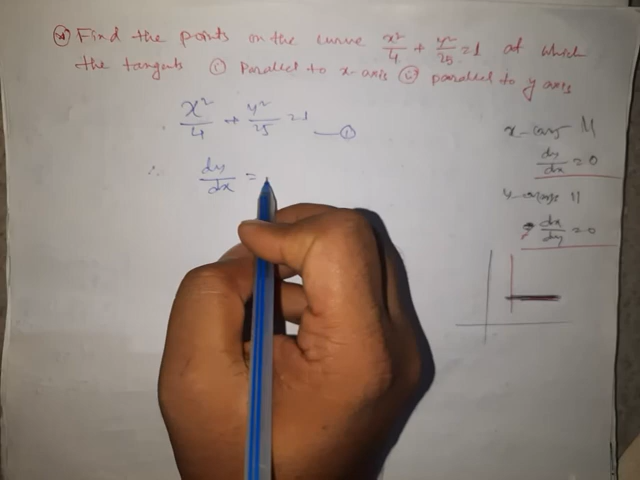 Find the points on the curve x²/4 + y²/25 = 1 at which
the tangents (i) parallel to x-axis (ii) parallel to y axis
x²/4 + y²/25 = 1 —①
∴ dy/dx =
x-axis ||
dy/dx = 0
y-axis ||
dx/dy = 0